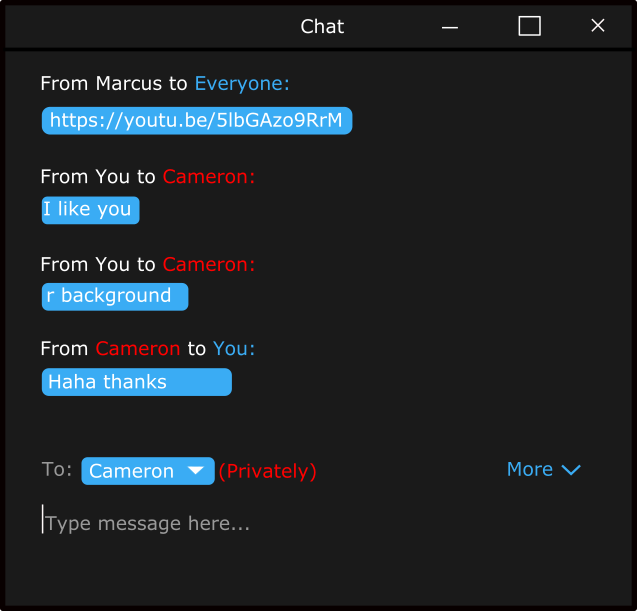 Chat
From Marcus to Everyone:
https://youtu.be/5lbGAzo9RrM
From You to Cameron:
I like you
From You to Cameron:
r background
From Cameron to You:
Haha thanks
To: Cameron (Privately) More
Type message here...